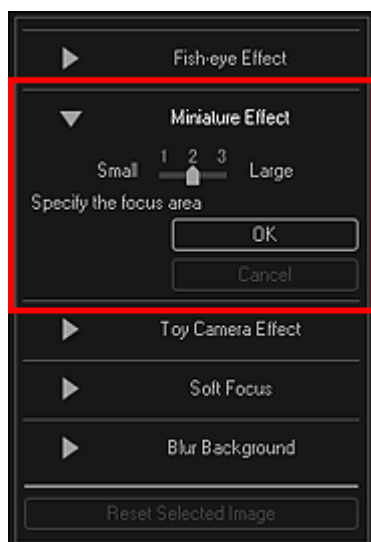 Fish-eye Effect
Miniature Effect
1 2 3
Small Large
Specify the focus area
OK
Cancel
Toy Camera Effect
Soft Focus
Blur Background
Reset Selected Image